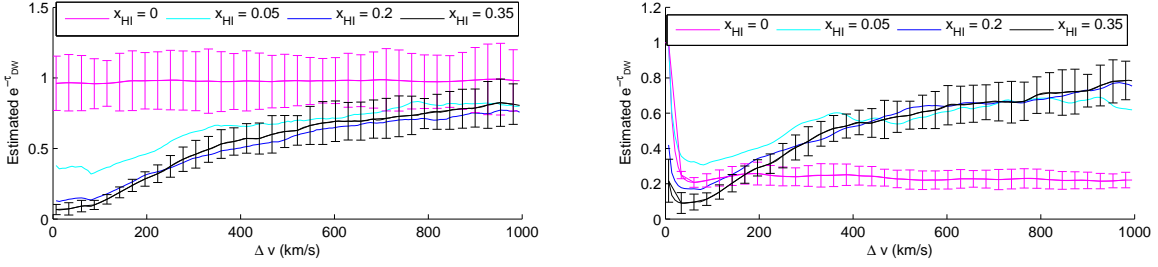 x_HI = 0 x_HI = 0.05 x_HI = 0.2 x_HI = 0.35
1.5
1
0.5
0
Estimated e^-τ_DW
0 200 400 600 800 1000
Δ v (km/s)
x_HI = 0 x_HI = 0.05 x_HI = 0.2 x_HI = 0.35
1.2
1
0.8
0.6
0.4
0.2
0
Estimated e^-τ_DW
0 200 400 600 800 1000
Δ v (km/s)